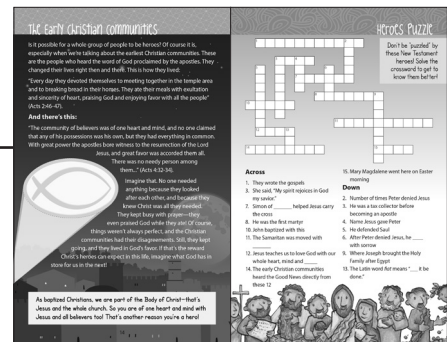 The Early Christian Communities
Is it possible for a whole group of people to be heroes? Of course it is,
especially when we're talking about the earliest Christian communities. These
are the people who heard the word of God proclaimed by the apostles. They
changed their lives right then and there. This is how they lived:
"Every day they devoted themselves to meeting together in the temple area
and to breaking bread in their homes. They ate their meals with exultation
and sincerity of heart, praising God and enjoying favor with all the people"
(Acts 2:46-47).
And there's this:
"The community of believers was of one heart and mind, and no one claimed
that any of his possessions was his own, but they had everything in common.
With great power the apostles bore witness to the resurrection of the Lord
Jesus, and great favor was accorded them all.
There was no needy person among
them..." (Acts 4:32-34).
Imagine that. No one needed
anything because they looked
after each other, and because they
knew Christ was all they needed.
They kept busy with prayer—they
even praised God while they ate! Of course,
things weren't always perfect, and the Christian
communities had their disagreements. Still, they kept
going, and they lived in God's favor. If that's the reward
Christ's heroes can expect in this life, imagine what God has in
store for us in the next!
As baptized Christians, we are part of the Body of Christ—that's
Jesus and the whole church. So you are of one heart and mind with
Jesus and all believers too! That's another reason you're a hero!
Heroes Puzzle
Don't be "puzzled" by
these New Testament
heroes! Solve the
crossword to get to
know them better!
Across
1. They wrote the gospels
3. She said, "My spirit rejoices in God
my savior."
7. Simon of ______ helped Jesus carry
the cross
8. He was the first martyr
10. John baptized with this
11. The Samaritan was moved with
______
12. Jesus teaches us to love God with our
whole heart, mind and _____
14. The early Christian communities
heard the Good News directly from
these 12
15. Mary Magdalene went here on Easter
morning
Down
2. Number of times Peter denied Jesus
3. He was a tax collector before
becoming an apostle
4. Name Jesus gave Peter
5. He defended Saul
6. After Peter denied Jesus, he ____
with sorrow
9. Where Joseph brought the Holy
Family after Egypt
13. The Latin word fiat means "___ it be
done."